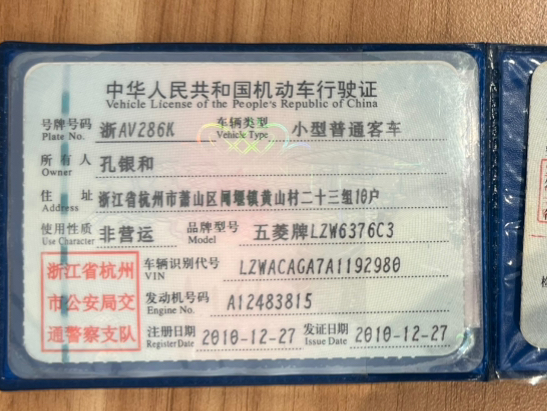 中华人民共和国机动车行驶证
Vehicle License of the People's Republic of China
号牌号码 浙AV286K 车辆类型 小型普通客车
Plate No. Vehicle Type
所有人 孔银和
Owner
住址 浙江省杭州市萧山区闻堰镇黄山村二十三组10户
Address
使用性质 非营运 品牌型号 五菱牌LZW6376C3
Use Character Model
浙江省杭州 车辆识别代号 LZWACAGA7A1192980
VIN
市公安局交 发动机号码 A12483815
Engine No.
通警察支队 注册日期 2010-12-27 发证日期 2010-12-27
Register Date Issue Date